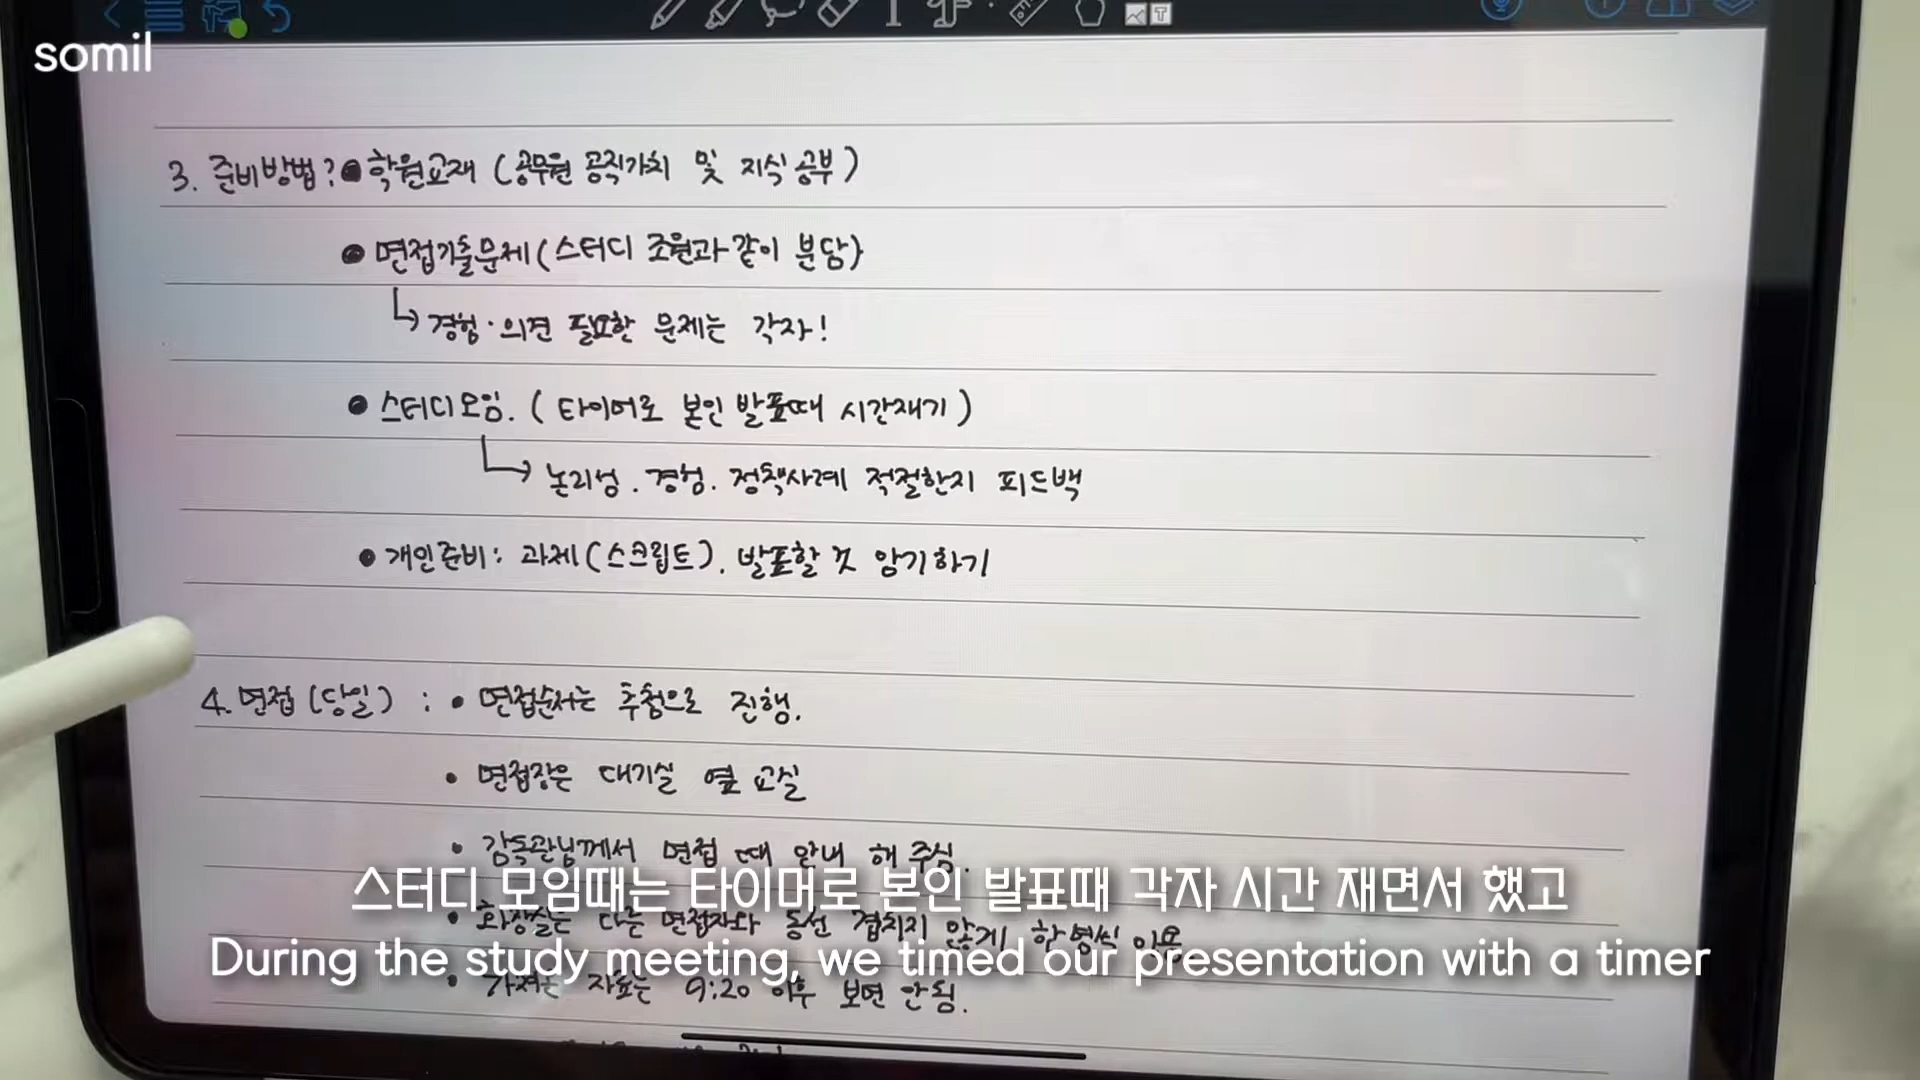 somil
3. 준비방법? ● 학원교재 (공무원 공직가치 및 지식 공부)
● 면접기출문제 (스터디 조원과 같이 분담)
↳ 경험·의견 필요한 문제는 각자!
● 스터디모임. (타이머로 본인 발표때 시간재기)
↳ 논리성. 경험. 정책사례 적절한지 피드백
● 개인준비 : 과제(스크립트). 발표할 것 암기하기
4. 면접 (당일) : • 면접순서는 추첨으로 진행.
• 면접장은 대기실 옆 교실
• 감독관님께서 면접 때 안내 해 주심.
스터디 모임때는 타이머로 본인 발표때 각자 시간 재면서 했고
• 화장실은 다른 면접자와 동선 겹치지 않게 한 명씩 이용.
During the study meeting, we timed our presentation with a timer
• 가져온 자료는 9:20 이후 보면 안됨.